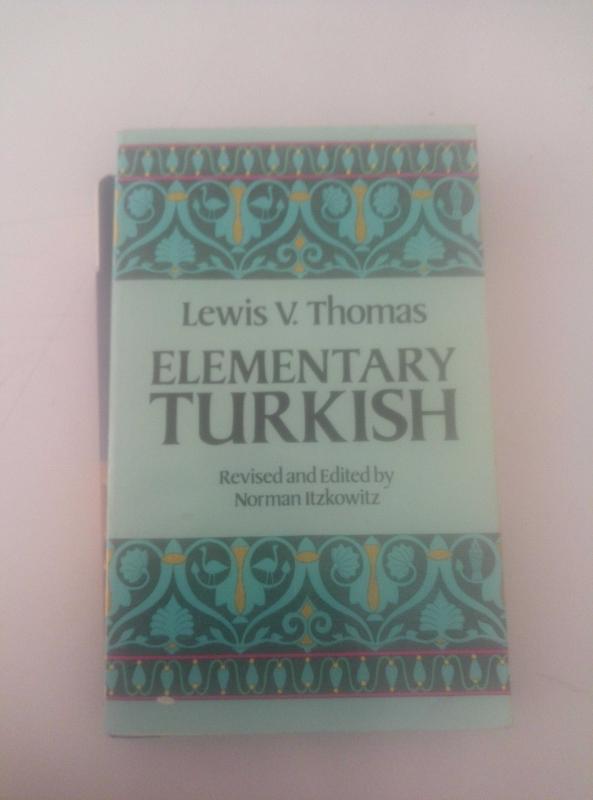 Lewis V. Thomas
ELEMENTARY
TURKISH
Revised and Edited by
Norman Itzkowitz